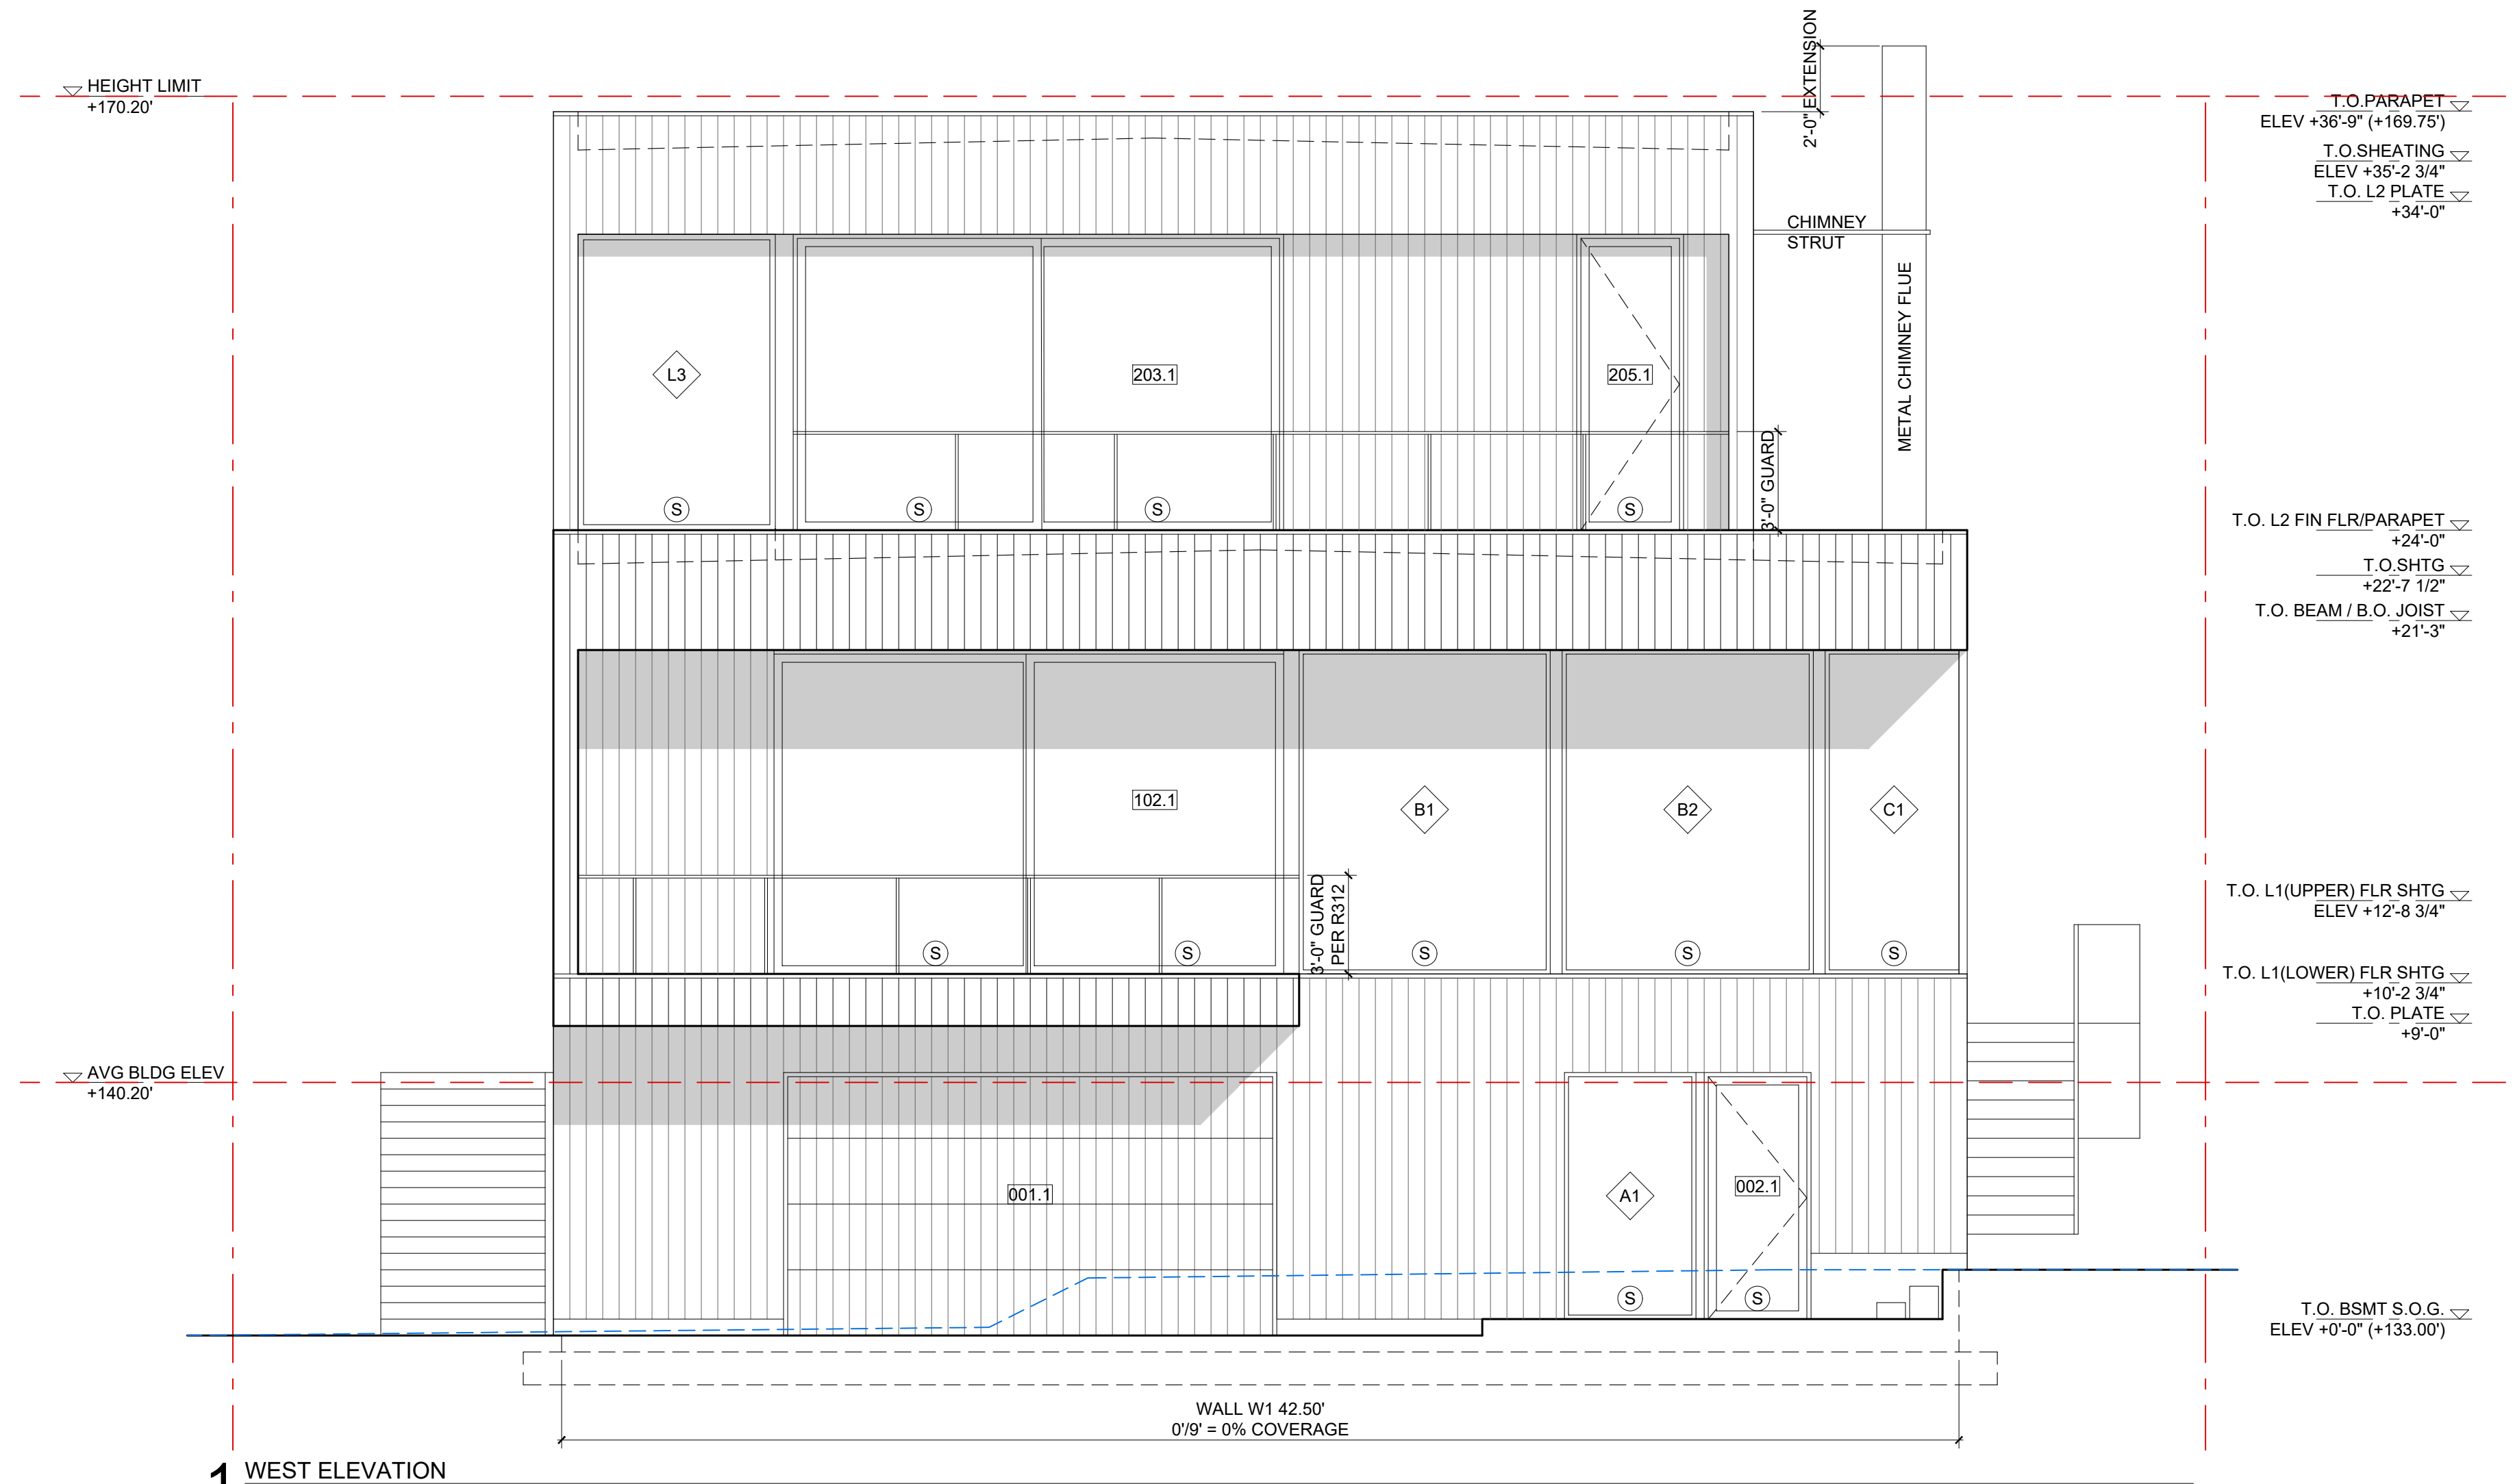 2'-0" EXTENSION
HEIGHT LIMIT
+170.20'
T.O.PARAPET
ELEV +36'-9" (+169.75')
T.O.SHEATING
ELEV +35'-2 3/4"
T.O. L2 PLATE
+34'-0"
CHIMNEY
STRUT
METAL CHIMNEY FLUE
L3
203.1
205.1
3'-0" GUARD
S
S
S
S
T.O. L2 FIN FLR/PARAPET
+24'-0"
T.O.SHTG
+22'-7 1/2"
T.O. BEAM / B.O. JOIST
+21'-3"
102.1
B1
B2
C1
3'-0" GUARD
PER R312
T.O. L1(UPPER) FLR SHTG
ELEV +12'-8 3/4"
S
S
S
S
S
T.O. L1(LOWER) FLR SHTG
+10'-2 3/4"
T.O. PLATE
+9'-0"
AVG BLDG ELEV
+140.20'
001.1
A1
002.1
S
S
T.O. BSMT S.O.G.
ELEV +0'-0" (+133.00')
WALL W1 42.50'
0'/9' = 0% COVERAGE
1 WEST ELEVATION